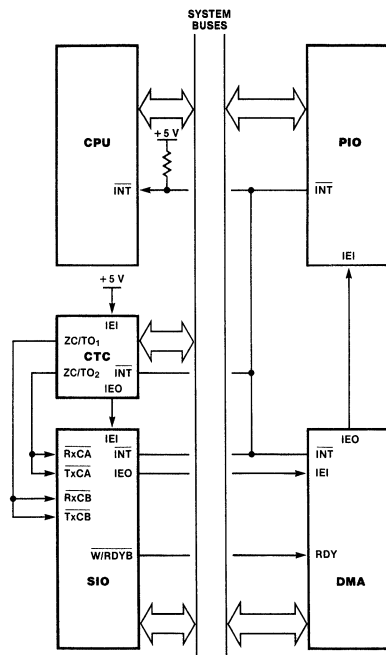 SYSTEM
BUSES
CPU
+ 5 V
INT
PIO
INT
IEI
+ 5 V
IEI
ZC/TO1
CTC
ZC/TO2
INT
IEO
IEI
RxCA
INT
TxCA
IEO
RxCB
TxCB
W/RDYB
SIO
IEO
INT
IEI
RDY
DMA